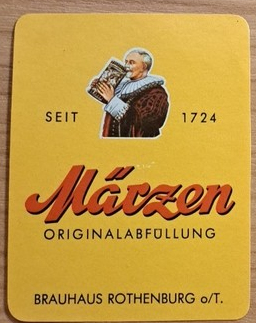 SEIT 1724
Märzen
ORIGINALABFÜLLUNG
BRAUHAUS ROTHENBURG o/T.